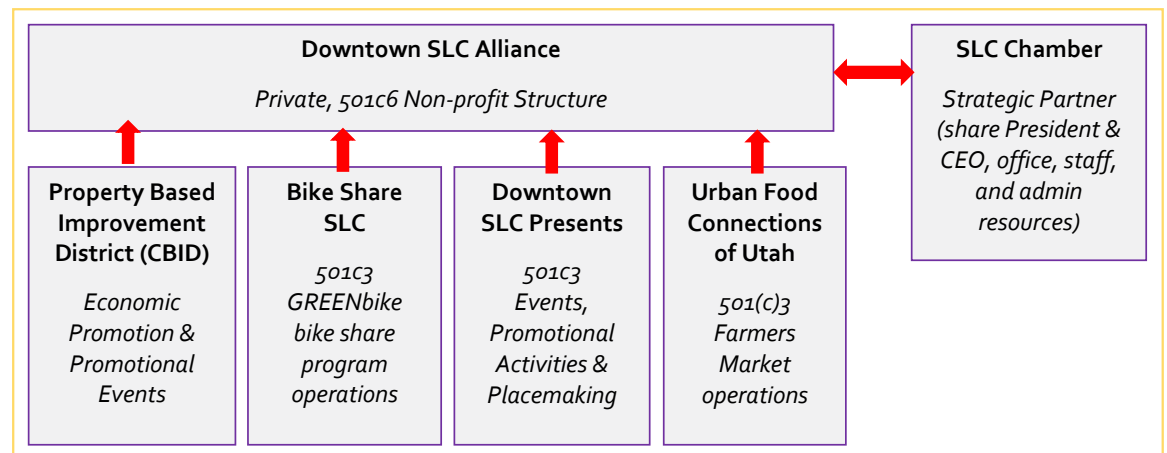 Downtown SLC Alliance
Private, 501c6 Non-profit Structure
SLC Chamber
Strategic Partner
(share President &
CEO, office, staff,
and admin
resources)
Property Based
Improvement
District (CBID)
Economic
Promotion &
Promotional
Events
Bike Share
SLC
501c3
GREENbike
bike share
program
operations
Downtown
SLC Presents
501c3
Events,
Promotional
Activities &
Placemaking
Urban Food
Connections
of Utah
501(c)3
Farmers
Market
operations